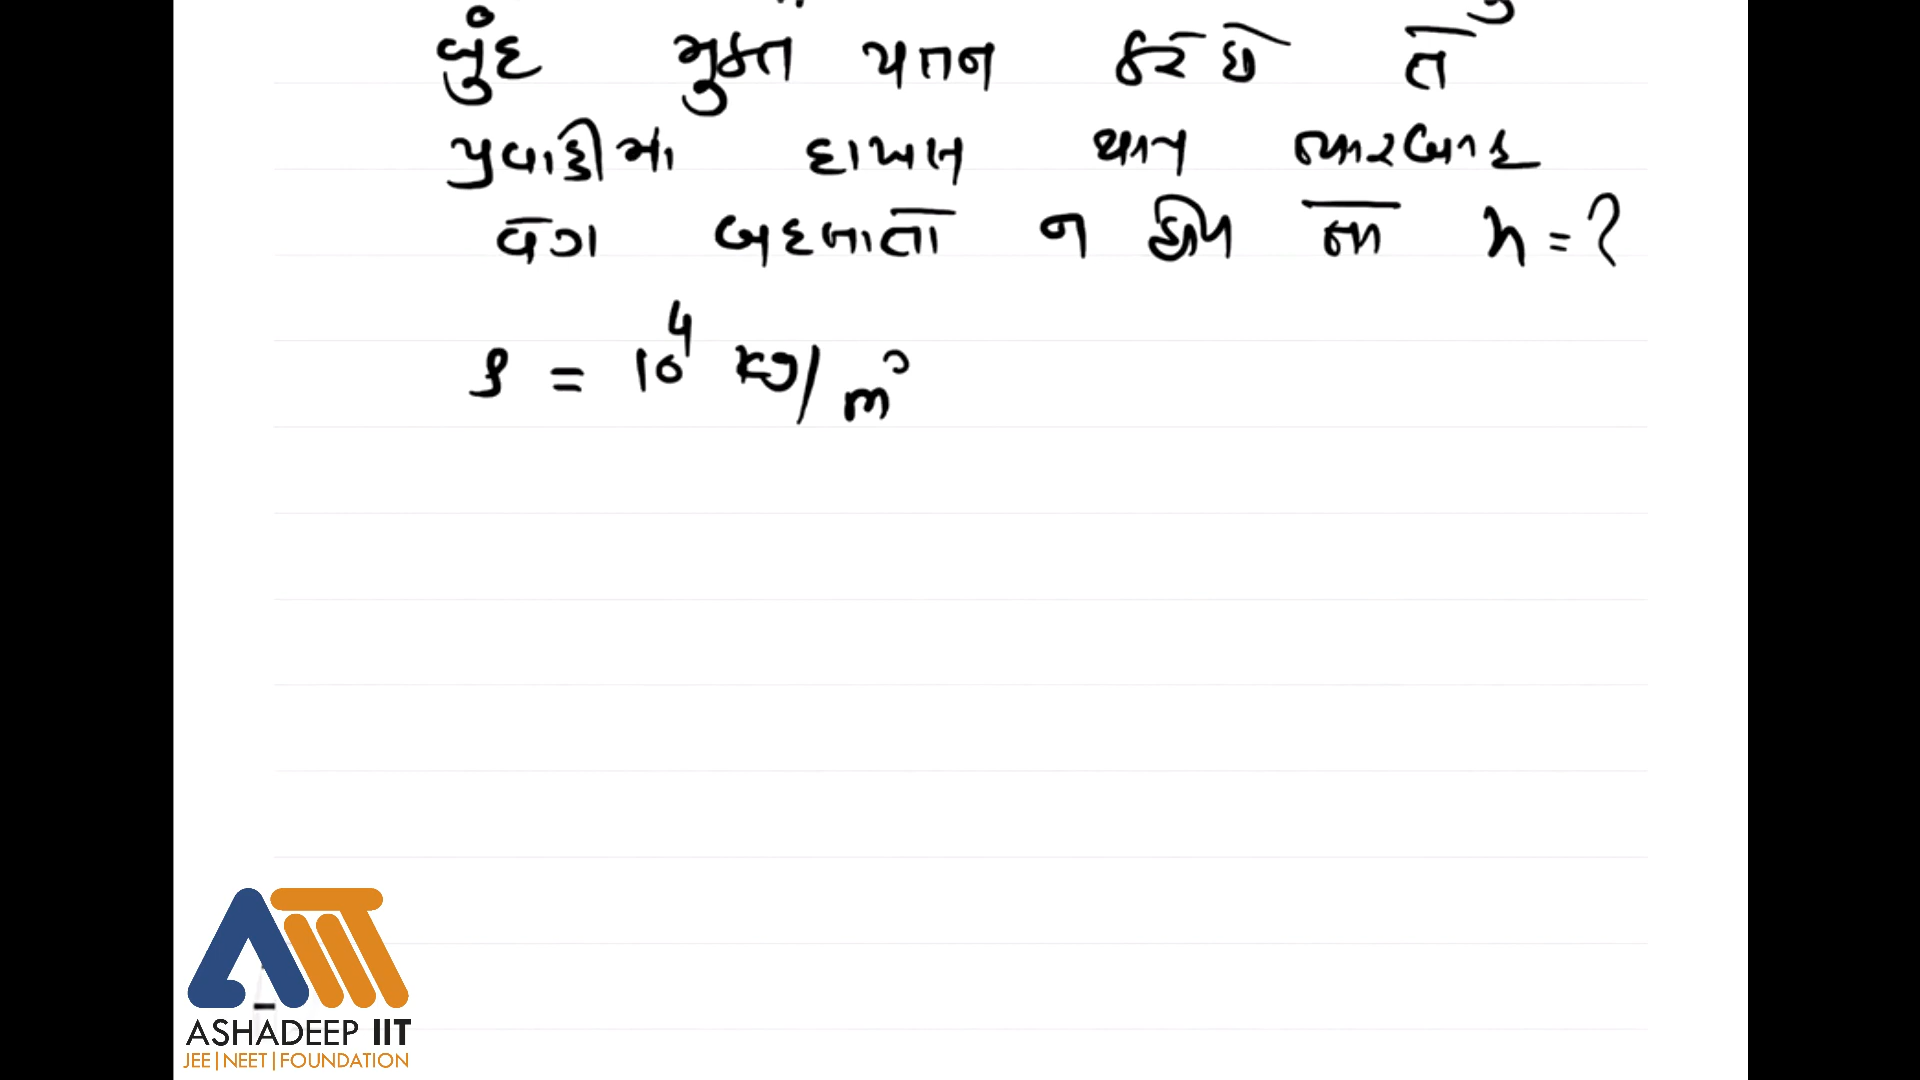 બુંદ મુક્ત પતન કરે છે તે
પ્રવાહીમાં દાખલ થાય ત્યારબાદ
વેગ બદલાતો ન હોય તો h = ?
ρ = 10⁴ kg/m³
ASHADEEP IIT
JEE|NEET|FOUNDATION